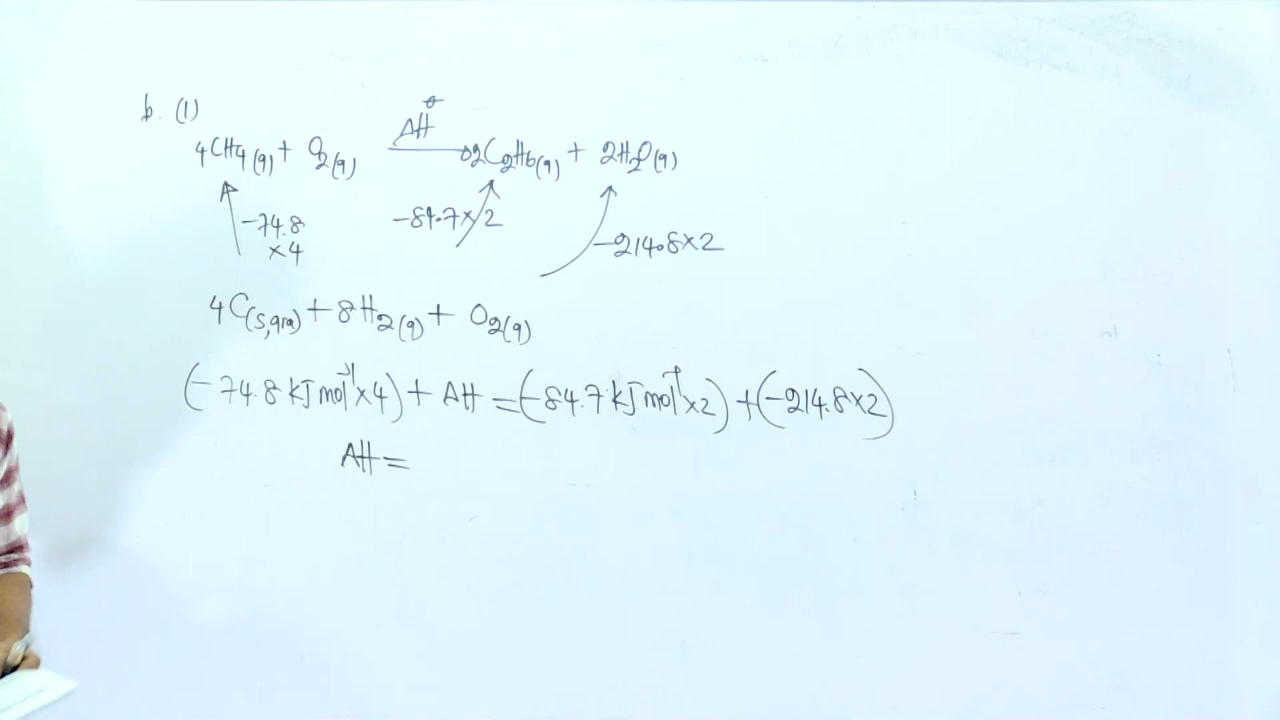 b. (1)
ΔH°
4CH4(g) + O2(g) → 2C2H6(g) + 2H2O(g)
-74.8 ×4
-84.7×2
-214.8×2
4C(s,gra) + 8H2(g) + O2(g)
(-74.8 kJ mol⁻¹ ×4) + ΔH = (-84.7 kJ mol⁻¹ ×2) + (-214.8×2)
ΔH =